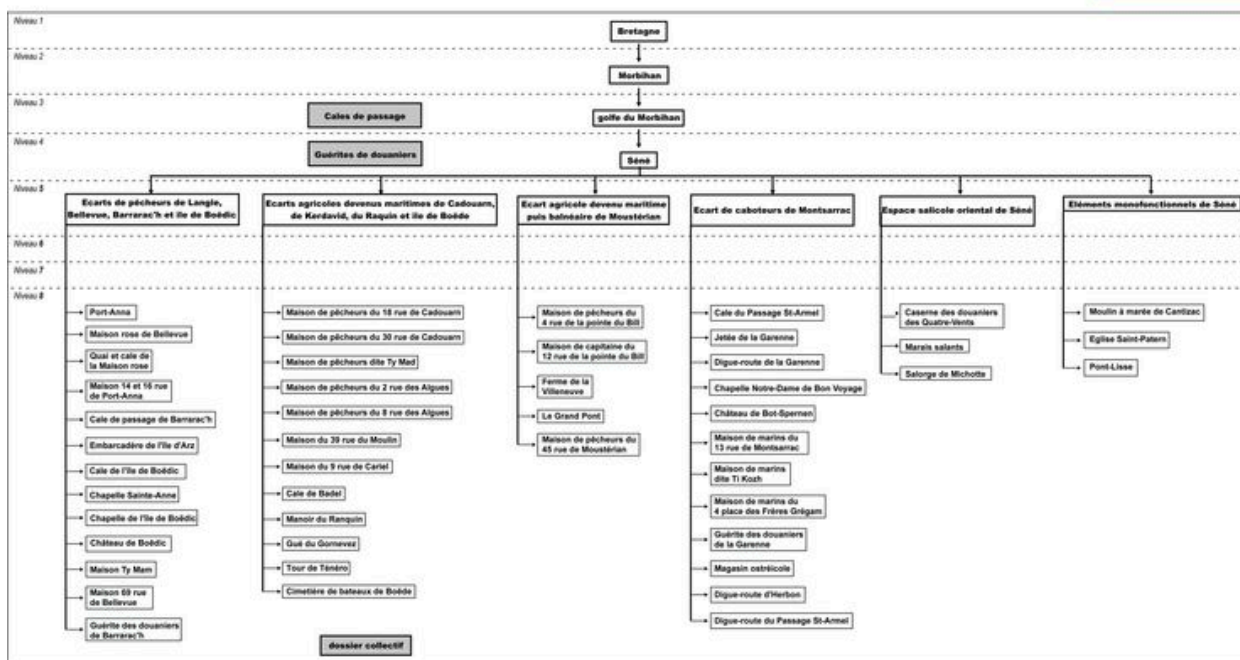 Niveau 1
Bretagne
Niveau 2
Morbihan
Niveau 3
Cales de passage
golfe du Morbihan
Niveau 4
Guérites de douaniers
Séné
Niveau 5
Ecarts de pêcheurs de Langle,
Bellevue, Barrarac'h et ile de Boëdic
Ecarts agricoles devenus maritimes de Cadouarn,
de Kerdavid, du Raquin et ile de Boëde
Ecart agricole devenu maritime
puis balnéaire de Moustérian
Ecart de caboteurs de Montsarrac
Espace salicole oriental de Séné
Eléments monofonctionnels de Séné
Niveau 6
Niveau 7
Niveau 8
Port-Anna
Maison rose de Bellevue
Quai et cale de
la Maison rose
Maison 14 et 16 rue
de Port-Anna
Cale de passage de Barrarac'h
Embarcadère de l'Ile d'Arz
Cale de l'Ile de Boëdic
Chapelle Sainte-Anne
Chapelle de l'Ile de Boëdic
Château de Boëdic
Maison Ty Mam
Maison 69 rue
de Bellevue
Guérite des douaniers
de Barrarac'h
Maison de pêcheurs du 18 rue de Cadouarn
Maison de pêcheurs du 30 rue de Cadouarn
Maison de pêcheurs dite Ty Mad
Maison de pêcheurs du 2 rue des Algues
Maison de pêcheurs du 8 rue des Algues
Maison du 39 rue du Moulin
Maison du 9 rue de Cariel
Cale de Badel
Manoir du Ranquin
Gué du Gornevez
Tour de Ténéro
Cimetière de bateaux de Boëde
Maison de pêcheurs du
4 rue de la pointe du Bill
Maison de capitaine du
12 rue de la pointe du Bill
Ferme de la
Villeneuve
Le Grand Pont
Maison de pêcheurs du
45 rue de Moustérian
Cale du Passage St-Armel
Jetée de la Garenne
Digue-route de la Garenne
Chapelle Notre-Dame de Bon Voyage
Château de Bot-Spernen
Maison de marins du
13 rue de Montsarrac
Maison de marins
dite Ti Kozh
Maison de marins du
4 place des Frères Grégam
Guérite des douaniers
de la Garenne
Magasin ostréicole
Digue-route d'Herbon
Digue-route du Passage St-Armel
Caserne des douaniers
des Quatre-Vents
Marais salants
Salorge de Michotte
Moulin à marée de Cantizac
Eglise Saint-Patern
Pont-Lisse
dossier collectif